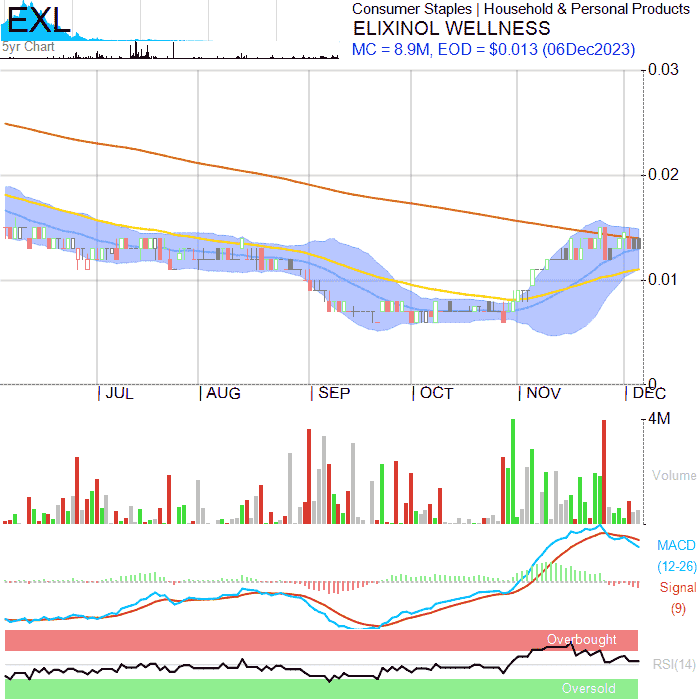 EXL
5yr Chart
Consumer Staples | Household & Personal Products
ELIXINOL WELLNESS
MC = 8.9M, EOD = $0.013 (06Dec2023)
0.03
0.02
0.01
0
JUL AUG SEP OCT NOV DEC
4M
Volume
MACD
(12-26)
Signal
(9)
Overbought
RSI(14)
Oversold